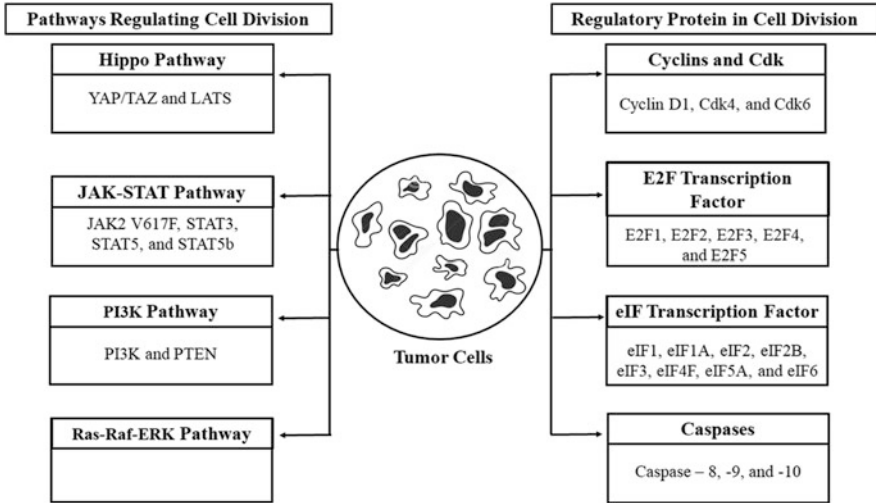 Pathways Regulating Cell Division
Hippo Pathway
YAP/TAZ and LATS
JAK-STAT Pathway
JAK2 V617F, STAT3,
STAT5, and STAT5b
PI3K Pathway
PI3K and PTEN
Ras-Raf-ERK Pathway
Tumor Cells
Regulatory Protein in Cell Division
Cyclins and Cdk
Cyclin D1, Cdk4, and Cdk6
E2F Transcription
Factor
E2F1, E2F2, E2F3, E2F4,
and E2F5
eIF Transcription Factor
eIF1, eIF1A, eIF2, eIF2B,
eIF3, eIF4F, eIF5A, and eIF6
Caspases
Caspase – 8, -9, and -10